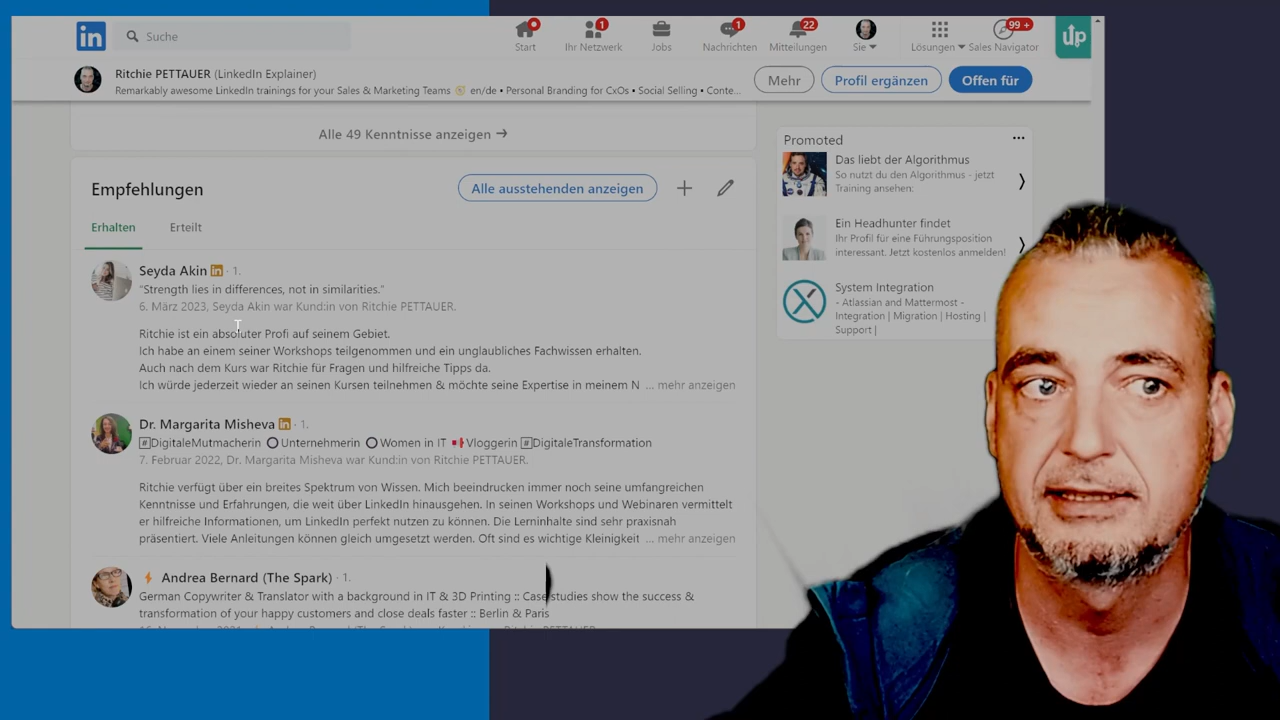 in
Suche
1
1
22
99 +
Start
Ihr Netzwerk
Jobs
Nachrichten
Mitteilungen
Sie
Lösungen
Sales Navigator
up
Ritchie PETTAUER (LinkedIn Explainer)
Remarkably awesome LinkedIn trainings for your Sales & Marketing Teams en/de • Personal Branding for CxOs • Social Selling • Conte...
Mehr
Profil ergänzen
Offen für
Alle 49 Kenntnisse anzeigen →
Empfehlungen
Alle ausstehenden anzeigen
Erhalten
Erteilt
Seyda Akin in · 1.
“Strength lies in differences, not in similarities.”
6. März 2023, Seyda Akin war Kund:in von Ritchie PETTAUER.
Ritchie ist ein absoluter Profi auf seinem Gebiet.
Ich habe an einem seiner Workshops teilgenommen und ein unglaubliches Fachwissen erhalten.
Auch nach dem Kurs war Ritchie für Fragen und hilfreiche Tipps da.
Ich würde jederzeit wieder an seinen Kursen teilnehmen & möchte seine Expertise in meinem N ... mehr anzeigen
Dr. Margarita Misheva in · 1.
#DigitaleMutmacherin Unternehmerin Women in IT Vloggerin #DigitaleTransformation
7. Februar 2022, Dr. Margarita Misheva war Kund:in von Ritchie PETTAUER.
Ritchie verfügt über ein breites Spektrum von Wissen. Mich beeindrucken immer noch seine umfangreichen
Kenntnisse und Erfahrungen, die weit über LinkedIn hinausgehen. In seinen Workshops und Webinaren vermittelt
er hilfreiche Informationen, um LinkedIn perfekt nutzen zu können. Die Lerninhalte sind sehr praxisnah
präsentiert. Viele Anleitungen können gleich umgesetzt werden. Oft sind es wichtige Kleinigkeit ... mehr anzeigen
Andrea Bernard (The Spark) · 1.
German Copywriter & Translator with a background in IT & 3D Printing :: Case studies show the success &
transformation of your happy customers and close deals faster :: Berlin & Paris
Promoted
Das liebt der Algorithmus
So nutzt du den Algorithmus - jetzt
Training ansehen:
Ein Headhunter findet
Ihr Profil für eine Führungsposition
interessant. Jetzt kostenlos anmelden!
System Integration
- Atlassian and Mattermost -
Integration | Migration | Hosting |
Support |